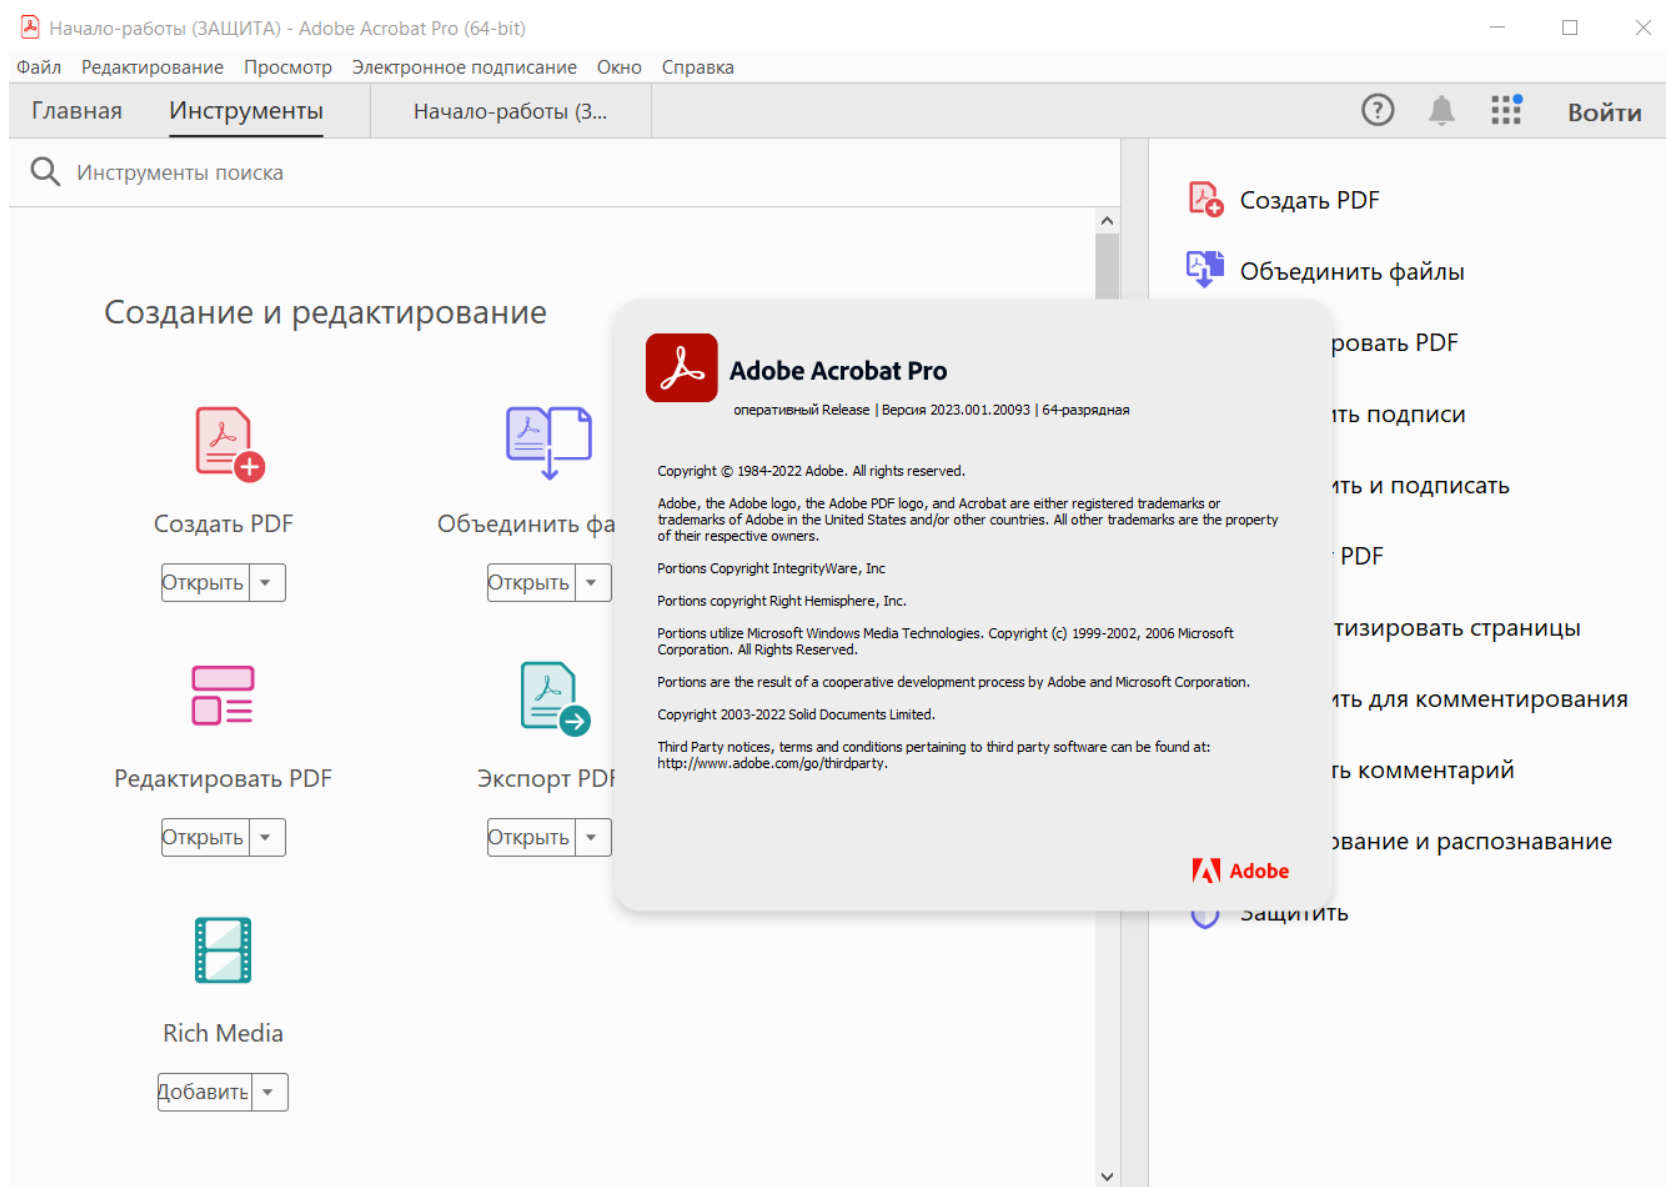 Начало-работы (ЗАЩИТА) - Adobe Acrobat Pro (64-bit)
Файл Редактирование Просмотр Электронное подписание Окно Справка
Главная Инструменты Начало-работы (З... Войти
Инструменты поиска
Создание и редактирование
Создать PDF
Открыть
Объединить фа
Открыть
Редактировать PDF
Открыть
Экспорт PDF
Открыть
Rich Media
Добавить
Adobe Acrobat Pro
оперативный Release | Версия 2023.001.20093 | 64-разрядная
Copyright © 1984-2022 Adobe. All rights reserved.
Adobe, the Adobe logo, the Adobe PDF logo, and Acrobat are either registered trademarks or
trademarks of Adobe in the United States and/or other countries. All other trademarks are the property
of their respective owners.
Portions Copyright IntegrityWare, Inc
Portions copyright Right Hemisphere, Inc.
Portions utilize Microsoft Windows Media Technologies. Copyright (c) 1999-2002, 2006 Microsoft
Corporation. All Rights Reserved.
Portions are the result of a cooperative development process by Adobe and Microsoft Corporation.
Copyright 2003-2022 Solid Documents Limited.
Third Party notices, terms and conditions pertaining to third party software can be found at:
http://www.adobe.com/go/thirdparty.
Adobe
Создать PDF
Объединить файлы
ровать PDF
ить подписи
ить и подписать
PDF
тизировать страницы
ить для комментирования
ть комментарий
ование и распознавание
Защитить